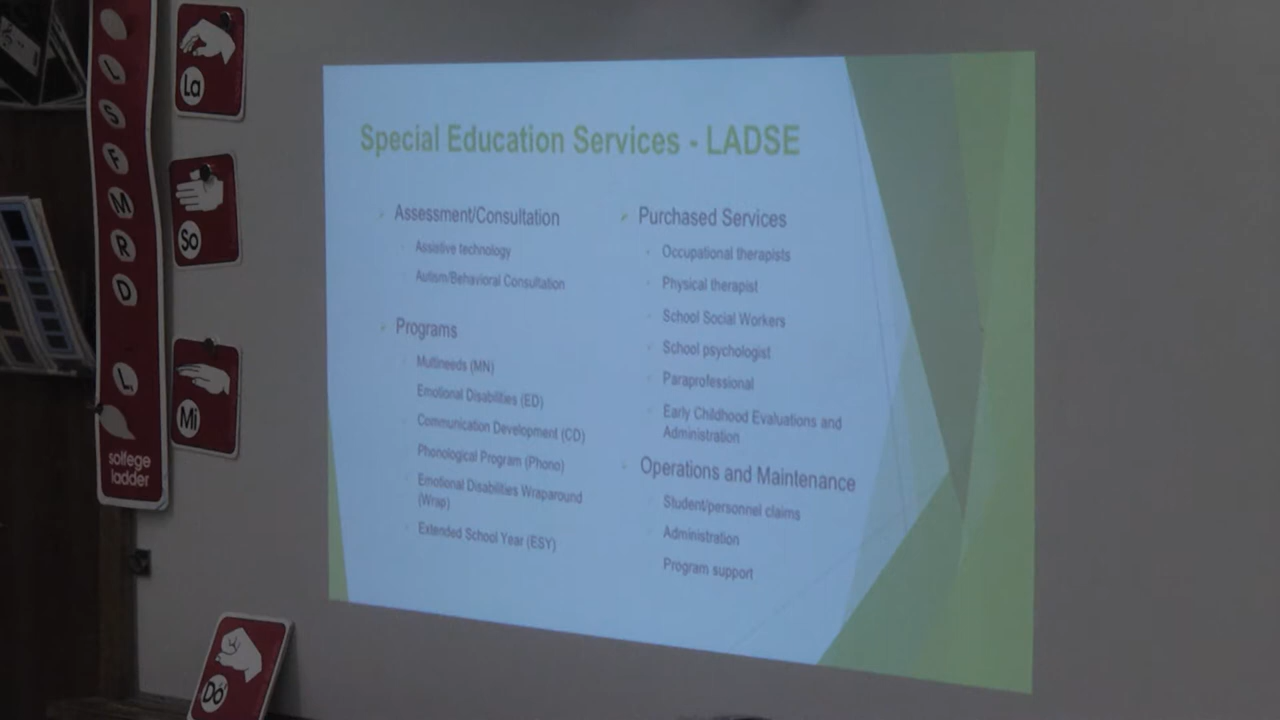 L
S
F
M
R
D
L
solfege
ladder
La
So
Mi
Do
Special Education Services - LADSE
Assessment/Consultation
Assistive technology
Autism/Behavioral Consultation
Programs
Multineeds (MN)
Emotional Disabilities (ED)
Communication Development (CD)
Phonological Program (Phono)
Emotional Disabilities Wraparound
(Wrap)
Extended School Year (ESY)
Purchased Services
Occupational therapists
Physical therapist
School Social Workers
School psychologist
Paraprofessional
Early Childhood Evaluations and
Administration
Operations and Maintenance
Student/personnel claims
Administration
Program support